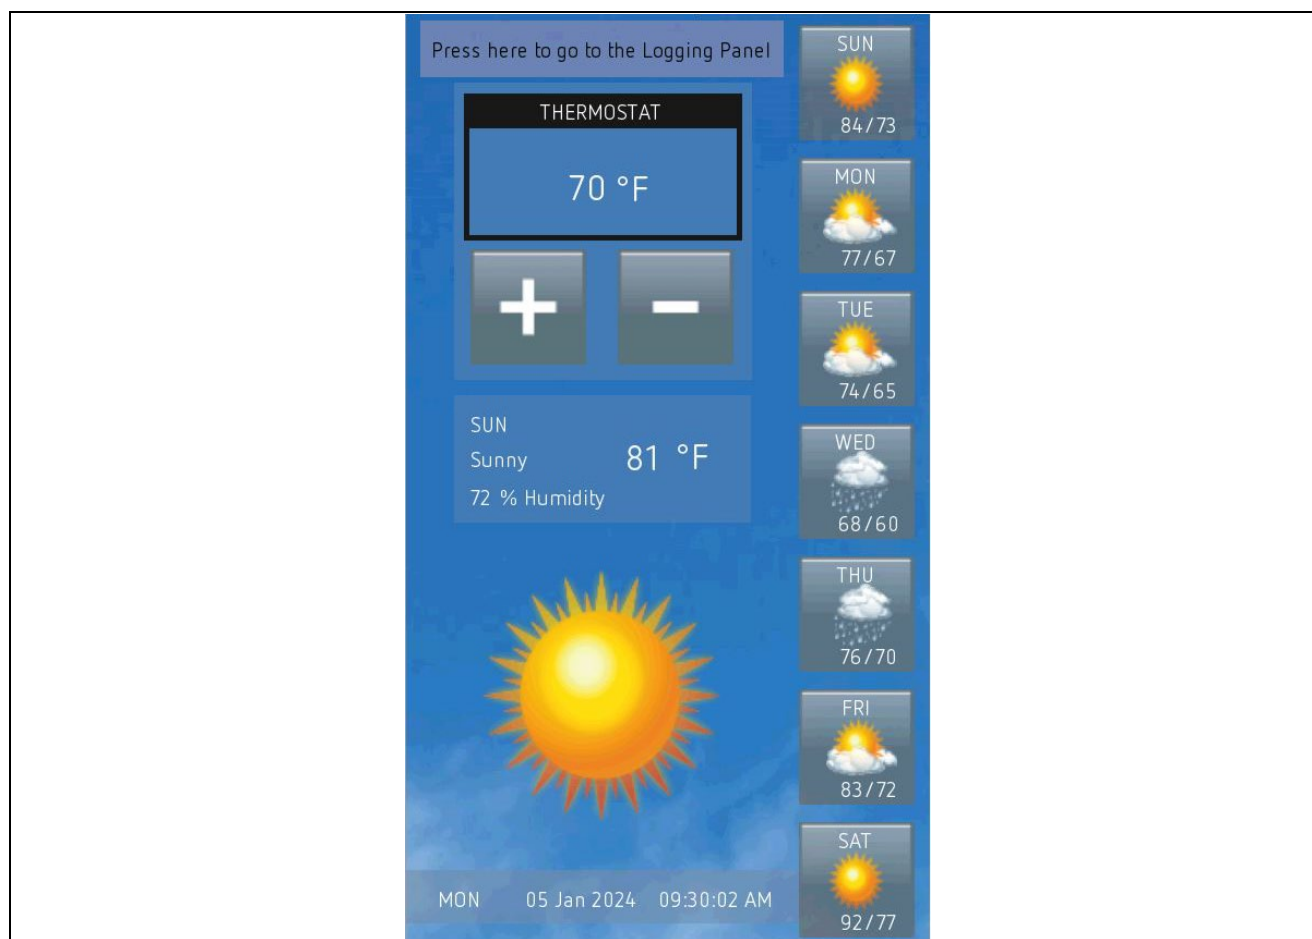 Press here to go to the Logging Panel
THERMOSTAT
70 °F
SUN
Sunny
81 °F
72 % Humidity
MON 05 Jan 2024 09:30:02 AM
SUN
84/73
MON
77/67
TUE
74/65
WED
68/60
THU
76/70
FRI
83/72
SAT
92/77